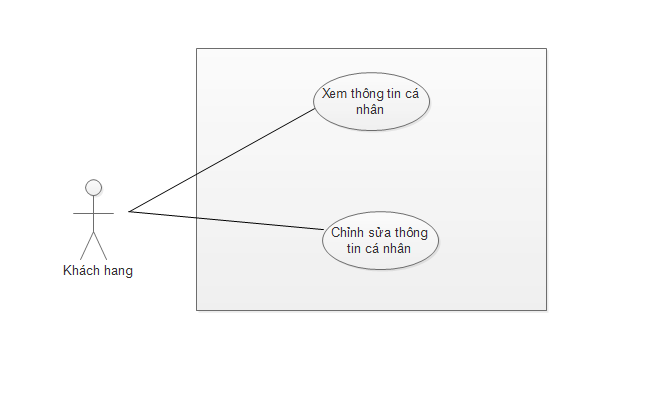 Xem thông tin cá
nhân
Chỉnh sửa thông
tin cá nhân
Khách hang